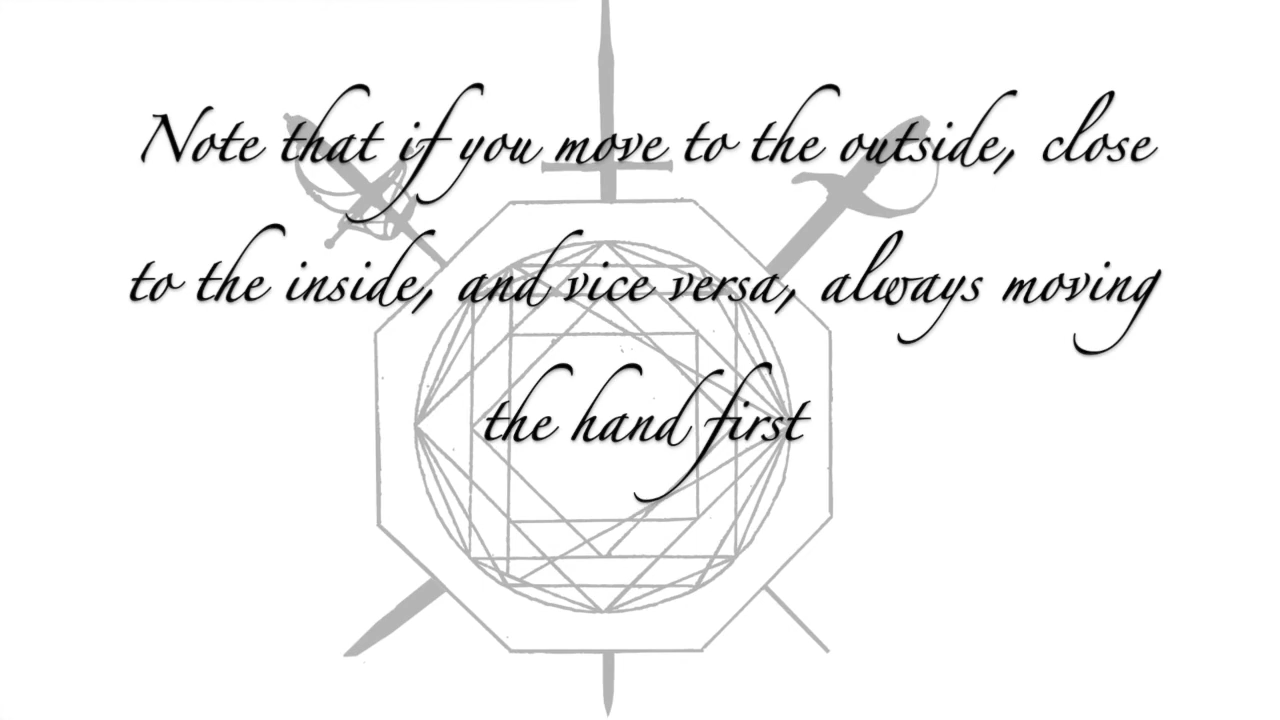 Note that if you move to the outside, close
to the inside, and vice versa, always moving
the hand first